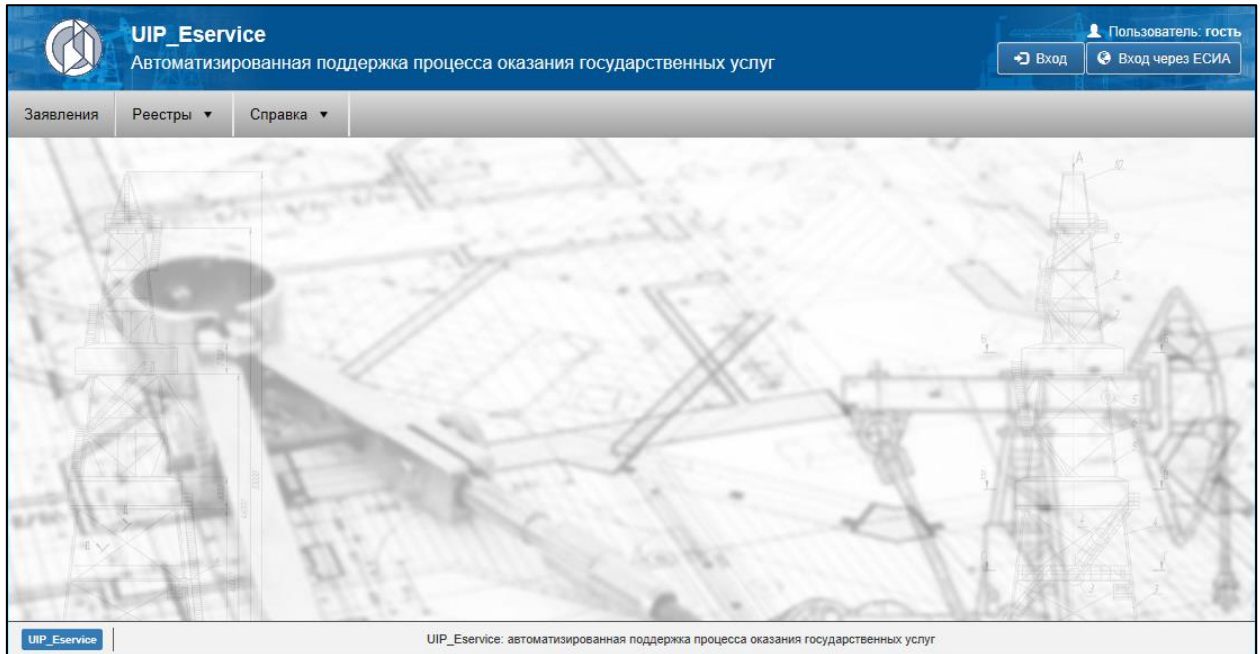 UIP_Eservice
Автоматизированная поддержка процесса оказания государственных услуг
Пользователь: гость
Вход
Вход через ЕСИА
Заявления
Реестры
Справка
UIP_Eservice
UIP_Eservice: автоматизированная поддержка процесса оказания государственных услуг